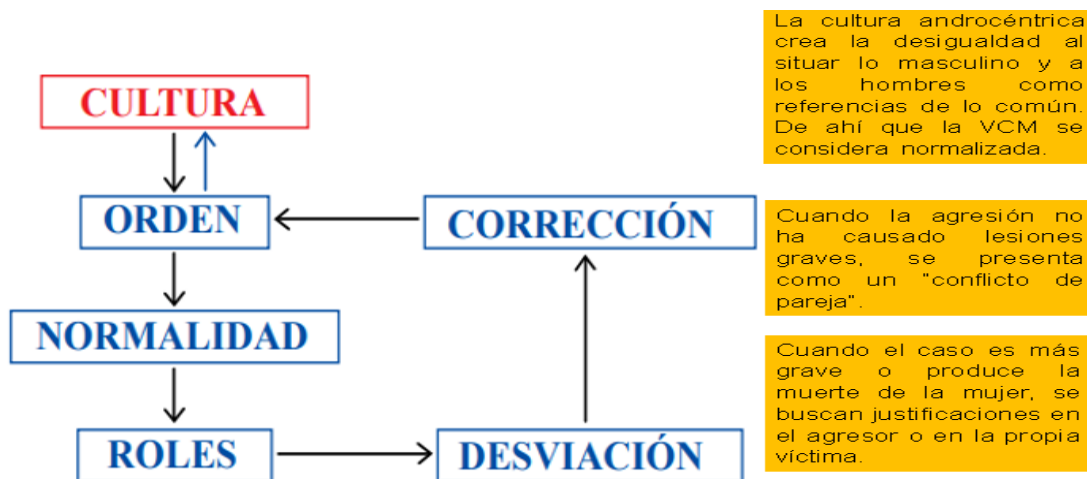 CULTURA
ORDEN
CORRECCIÓN
NORMALIDAD
ROLES
DESVIACIÓN
La cultura androcéntrica
crea la desigualdad al
situar lo masculino y a
los hombres como
referencias de lo común.
De ahí que la VCM se
considera normalizada.
Cuando la agresión no
ha causado lesiones
graves, se presenta
como un "conflicto de
pareja".
Cuando el caso es más
grave o produce la
muerte de la mujer, se
buscan justificaciones en
el agresor o en la propia
víctima.